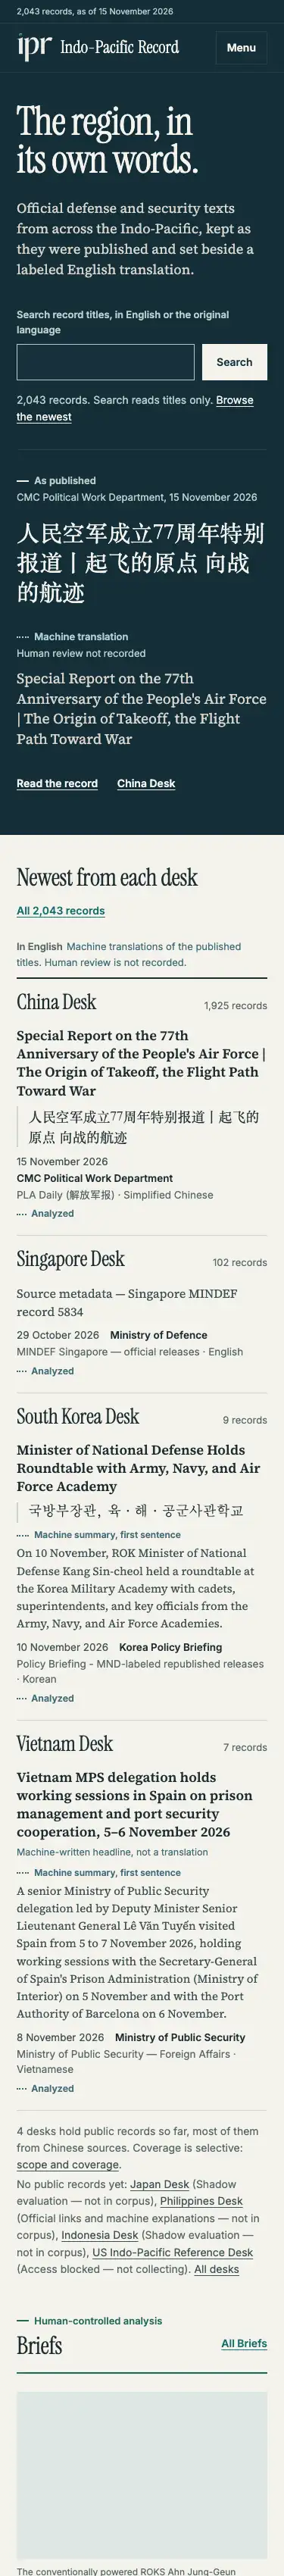 2,043 records, as of 15 November 2026
ipr Indo-Pacific Record
Menu
The region, in
its own words.
Official defense and security texts
from across the Indo-Pacific, kept as
they were published and set beside a
labeled English translation.
Search record titles, in English or the original
language
Search
2,043 records. Search reads titles only. Browse
the newest
As published
CMC Political Work Department, 15 November 2026
人民空军成立77周年特别
报道丨起飞的原点 向战
的航迹
Machine translation
Human review not recorded
Special Report on the 77th
Anniversary of the People's Air Force
| The Origin of Takeoff, the Flight
Path Toward War
Read the record
China Desk
Newest from each desk
All 2,043 records
In English Machine translations of the published
titles. Human review is not recorded.
China Desk
1,925 records
Special Report on the 77th
Anniversary of the People's Air Force |
The Origin of Takeoff, the Flight Path
Toward War
人民空军成立77周年特别报道丨起飞的
原点 向战的航迹
15 November 2026
CMC Political Work Department
PLA Daily (解放军报) · Simplified Chinese
Analyzed
Singapore Desk
102 records
Source metadata — Singapore MINDEF
record 5834
29 October 2026 Ministry of Defence
MINDEF Singapore — official releases · English
Analyzed
South Korea Desk
9 records
Minister of National Defense Holds
Roundtable with Army, Navy, and Air
Force Academy
국방부장관, 육 · 해 · 공군사관학교
Machine summary, first sentence
On 10 November, ROK Minister of National
Defense Kang Sin-cheol held a roundtable at
the Korea Military Academy with cadets,
superintendents, and key officials from the
Army, Navy, and Air Force Academies.
10 November 2026 Korea Policy Briefing
Policy Briefing - MND-labeled republished releases
· Korean
Analyzed
Vietnam Desk
7 records
Vietnam MPS delegation holds
working sessions in Spain on prison
management and port security
cooperation, 5–6 November 2026
Machine-written headline, not a translation
Machine summary, first sentence
A senior Ministry of Public Security
delegation led by Deputy Minister Senior
Lieutenant General Lê Văn Tuyến visited
Spain from 5 to 7 November 2026, holding
working sessions with the Secretary-General
of Spain's Prison Administration (Ministry of
Interior) on 5 November and with the Port
Authority of Barcelona on 6 November.
8 November 2026 Ministry of Public Security
Ministry of Public Security — Foreign Affairs ·
Vietnamese
Analyzed
4 desks hold public records so far, most of them
from Chinese sources. Coverage is selective:
scope and coverage.
No public records yet: Japan Desk (Shadow
evaluation — not in corpus), Philippines Desk
(Official links and machine explanations — not in
corpus), Indonesia Desk (Shadow evaluation —
not in corpus), US Indo-Pacific Reference Desk
(Access blocked — not collecting). All desks
Human-controlled analysis
Briefs
All Briefs
The conventionally powered ROKS Ahn Jung-Geun